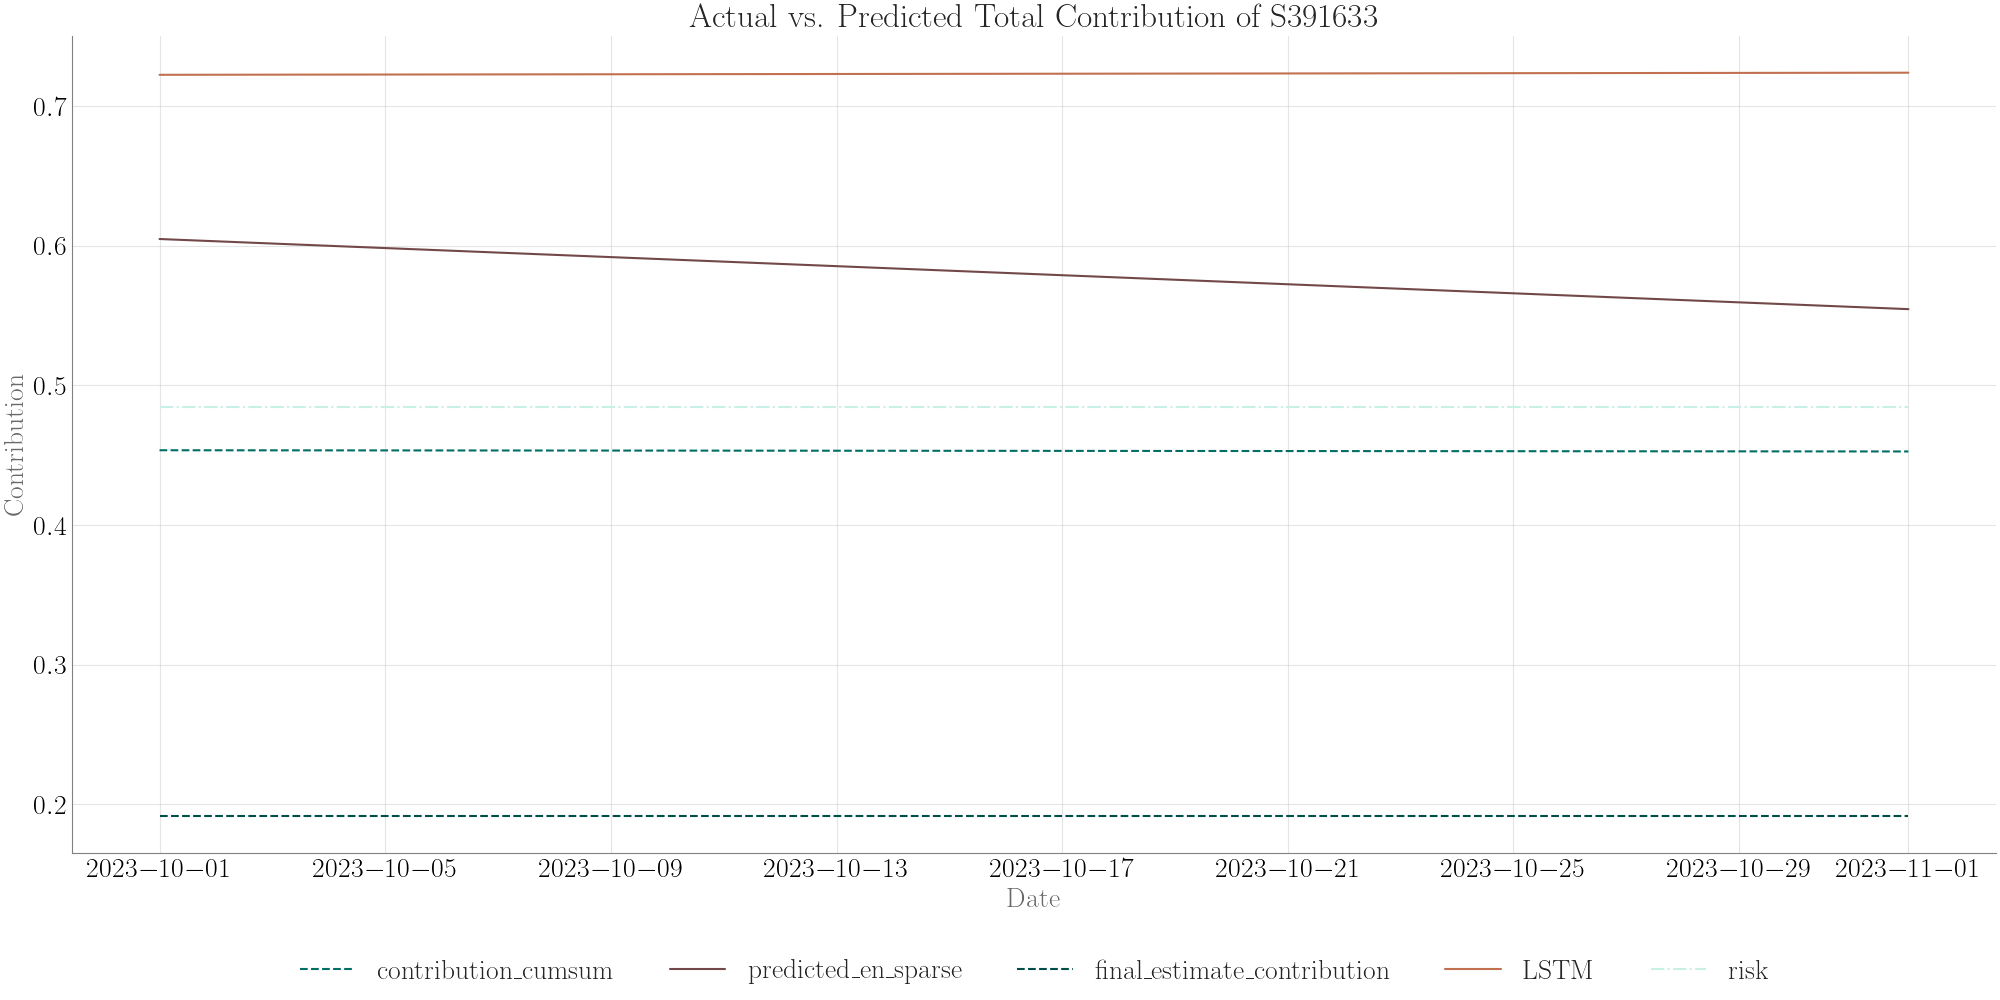 Actual vs. Predicted Total Contribution of S391633
Contribution
0.7
0.6
0.5
0.4
0.3
0.2
2023−10−01 2023−10−05 2023−10−09 2023−10−13 2023−10−17 2023−10−21 2023−10−25 2023−10−29 2023−11−01
Date
contribution_cumsum predicted_en_sparse final_estimate_contribution LSTM risk